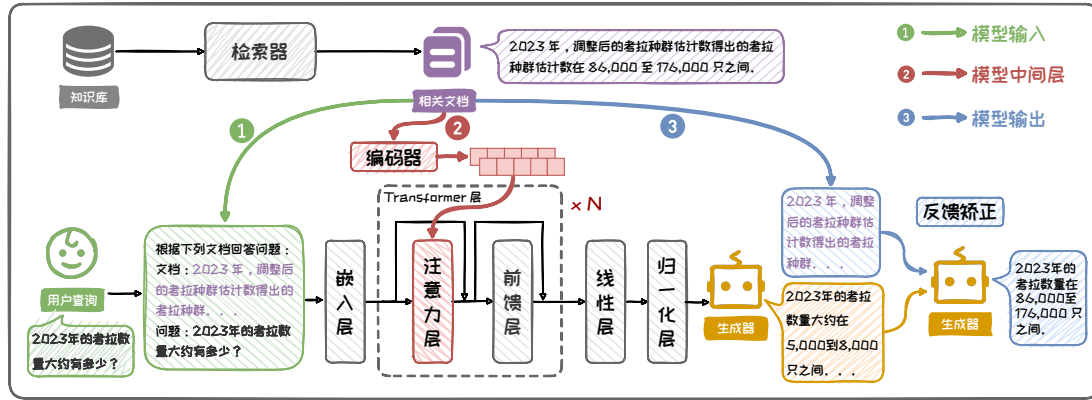 知识库
检索器
相关文档
2023 年，调整后的考拉种群估计数得出的考拉
种群估计数在 86,000 至 176,000 只之间.
1 模型输入
2 模型中间层
3 模型输出
1
2
3
编码器
Transformer 层
× N
用户查询
2023年的考拉数
量大约有多少？
根据下列文档回答问题：
文档：2023 年，调整后
的考拉种群估计数得出的
考拉种群. . .
问题：2023年的考拉数
量大约有多少？
嵌入层
注意力层
前馈层
线性层
归一化层
生成器
2023 年，调整
后的考拉种群估
计数得出的考拉
种群. . .
2023年的考拉
数量大约在
5,000到8,000
只之间. . .
反馈矫正
生成器
2023年的
考拉数量在
86,000至
176,000 只
之间.